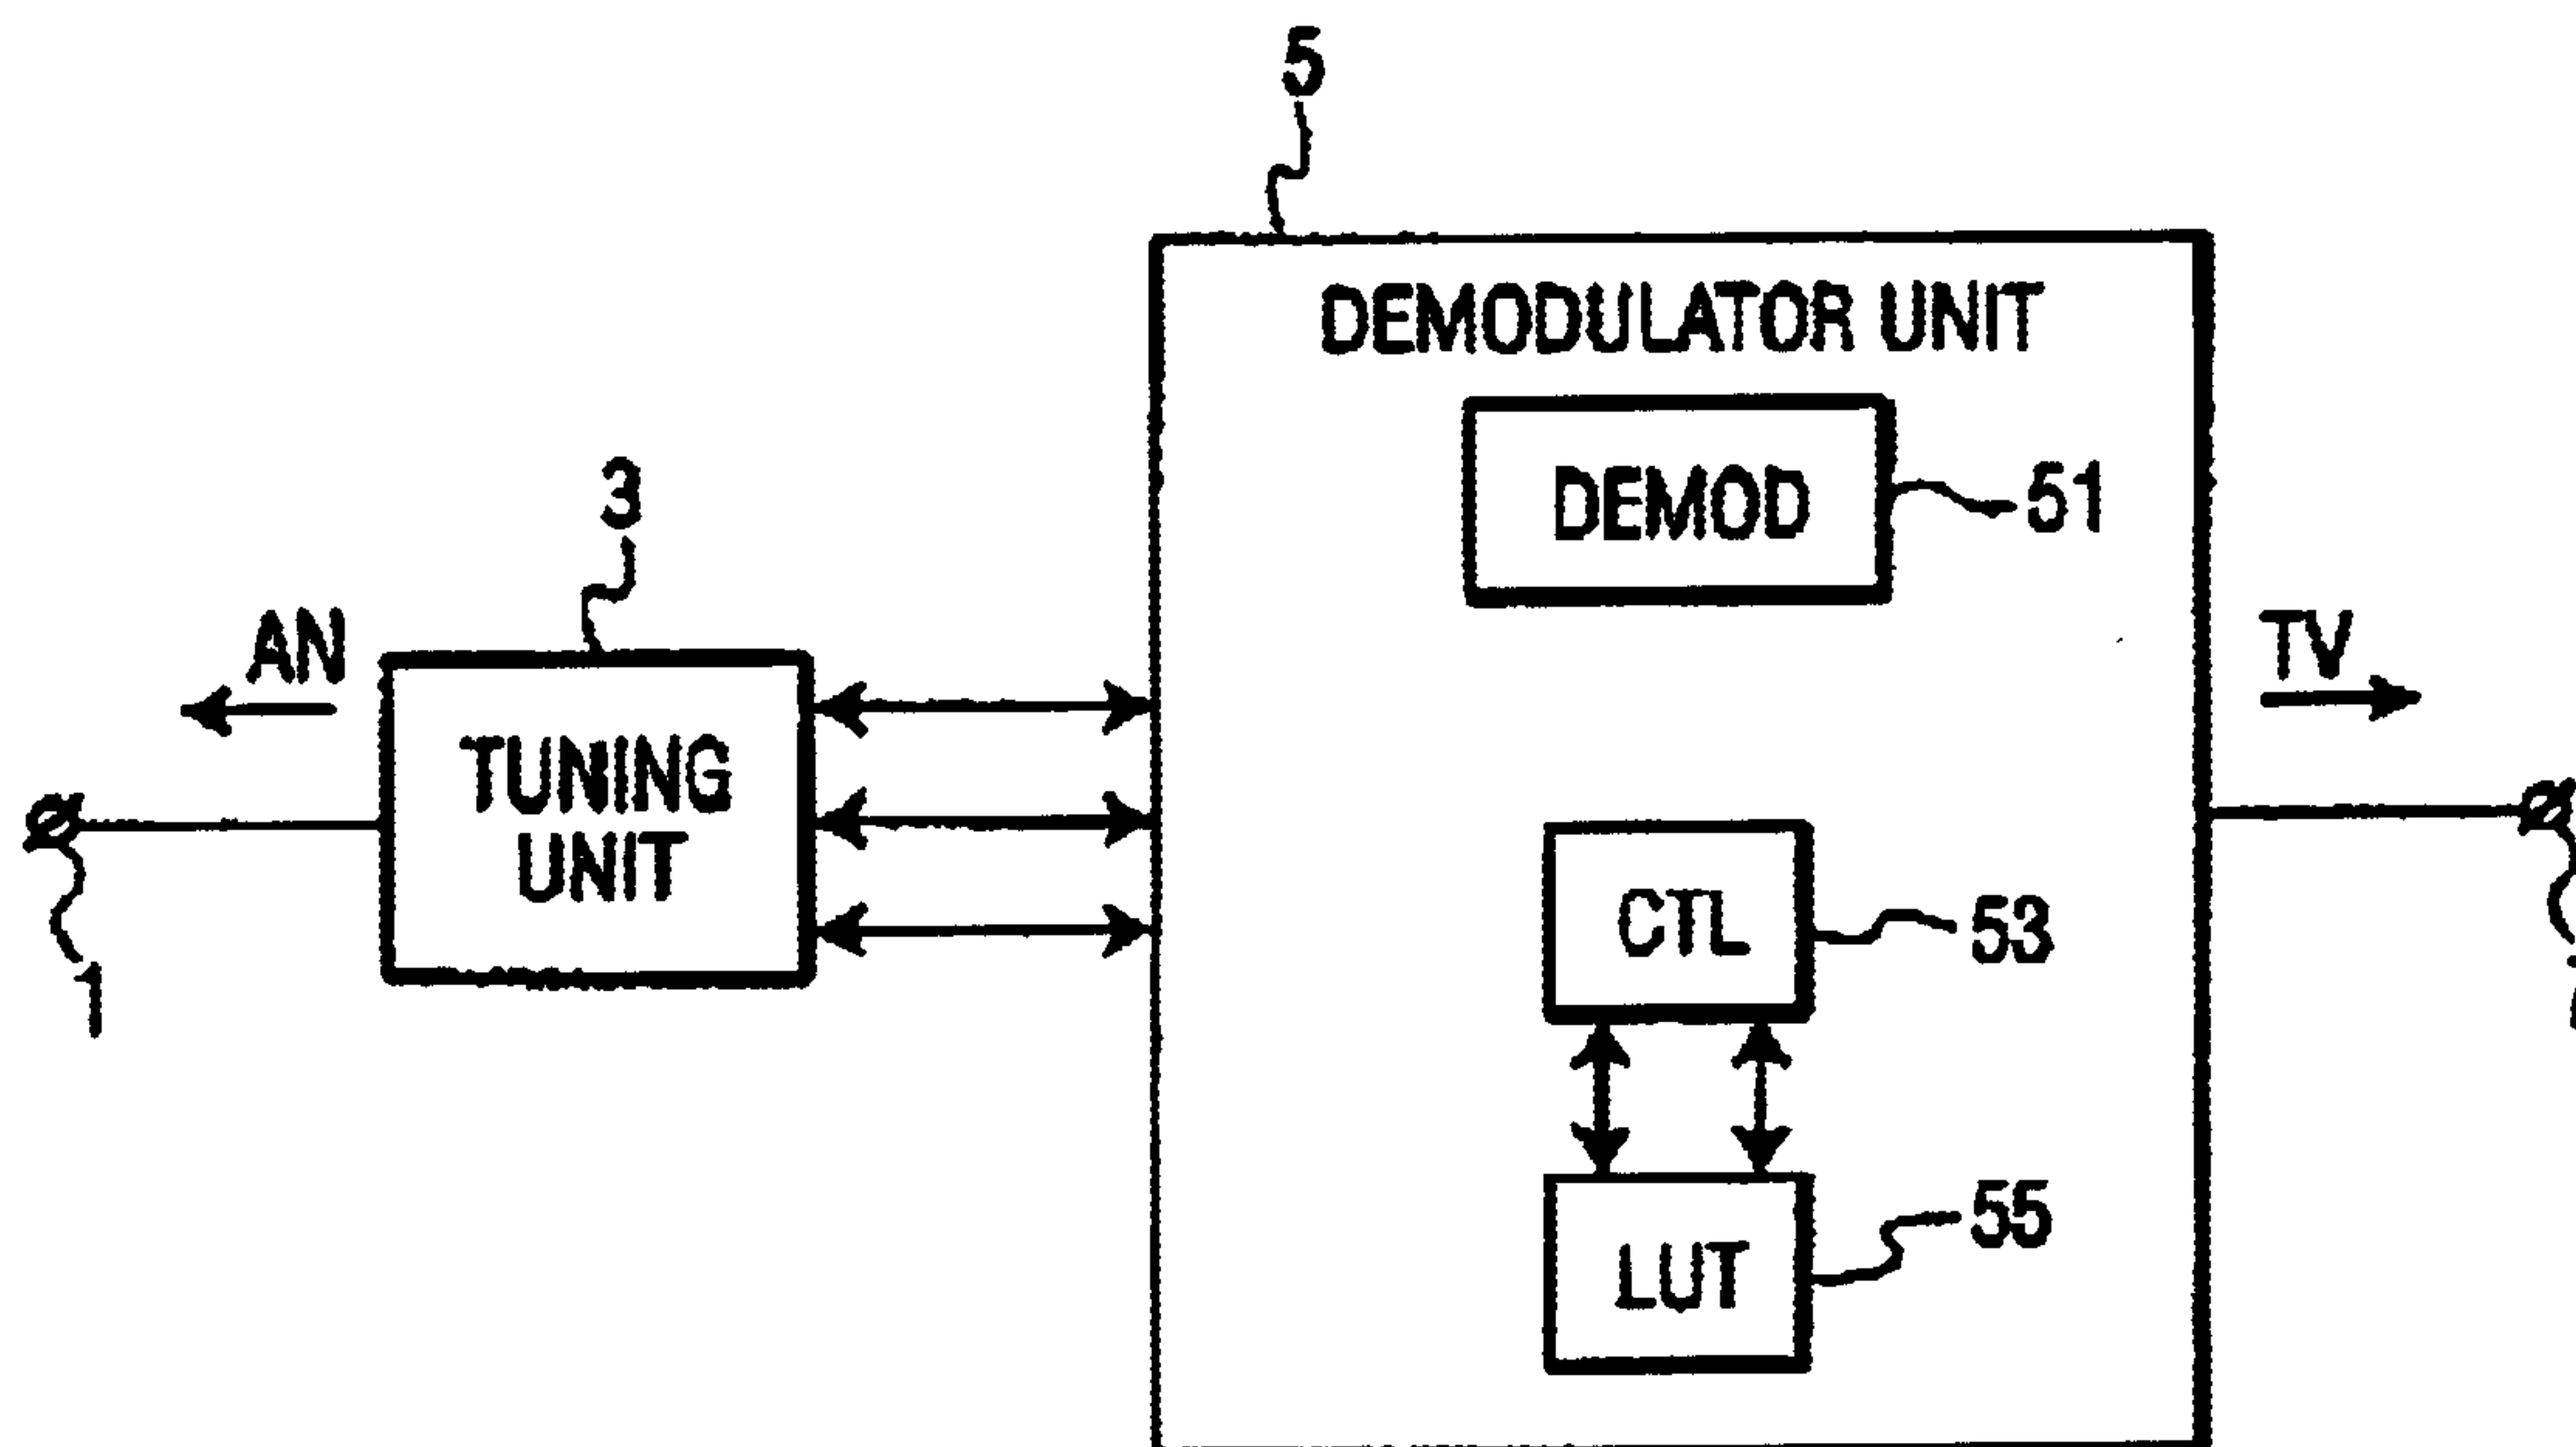 5
DEMODULATOR UNIT
DEMOD
51
3
AN
TUNING
UNIT
TV
1
CTL
53
LUT
55